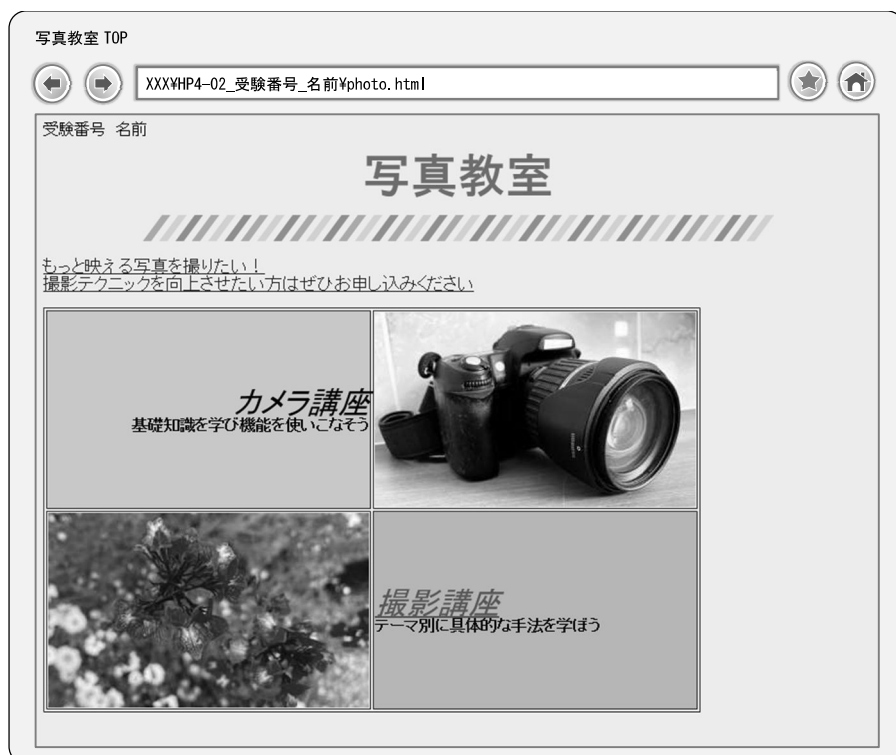 写真教室 TOP
XXX¥HP4-02_受験番号_名前¥photo.html
受験番号 名前
写真教室
もっと映える写真を撮りたい！
撮影テクニックを向上させたい方はぜひお申し込みください
カメラ講座
基礎知識を学び機能を使いこなそう
撮影講座
テーマ別に具体的な手法を学ぼう